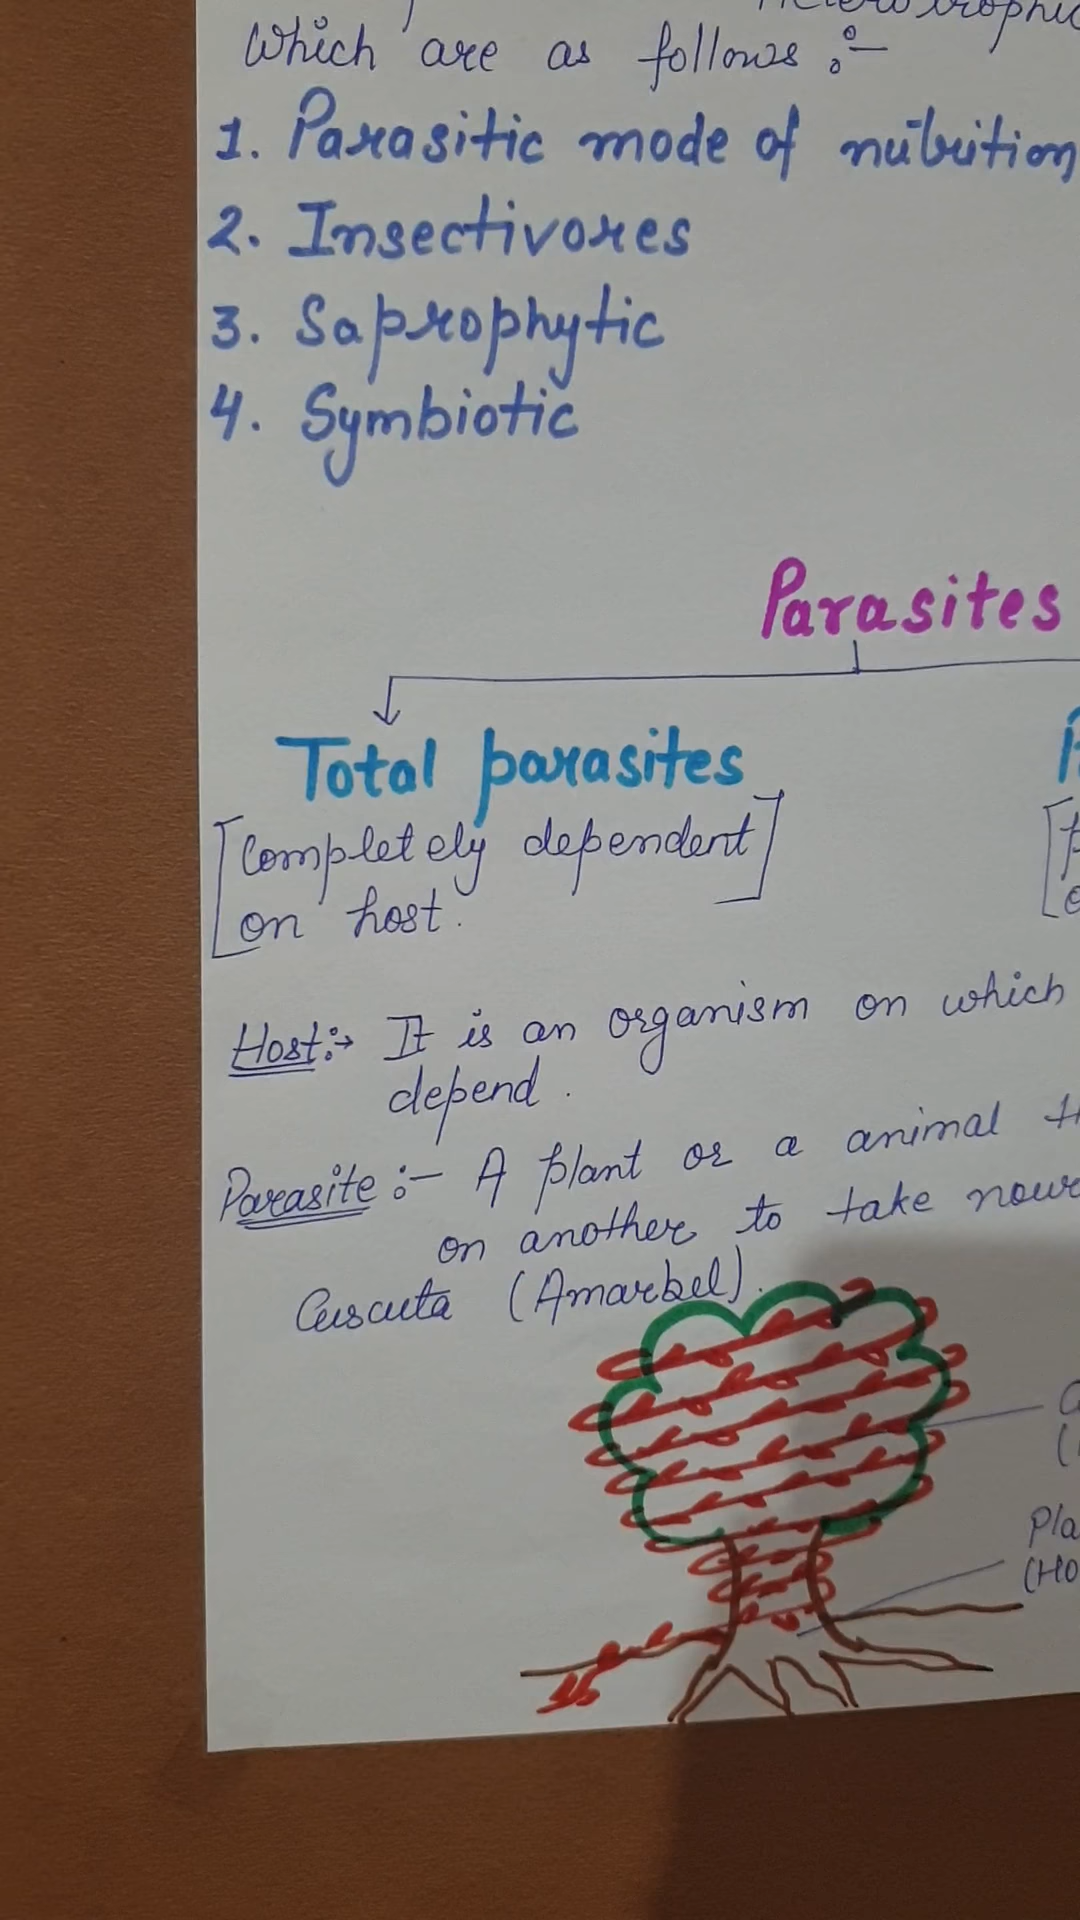 Which are as follows :-
1. Parasitic mode of nutrition
2. Insectivores
3. Saprophytic
4. Symbiotic
Parasites
Total parasites
[Completely dependent]
on host.
Host:→ It is an organism on which
depend.
Parasite :- A plant or a animal
on another to take
Cuscuta (Amarbel).